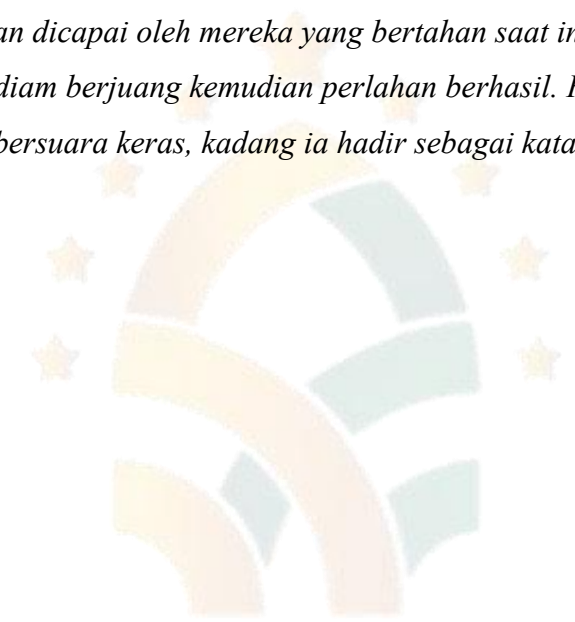 an dicapai oleh mereka yang bertahan saat in
diam berjuang kemudian perlahan berhasil. I
bersuara keras, kadang ia hadir sebagai kata